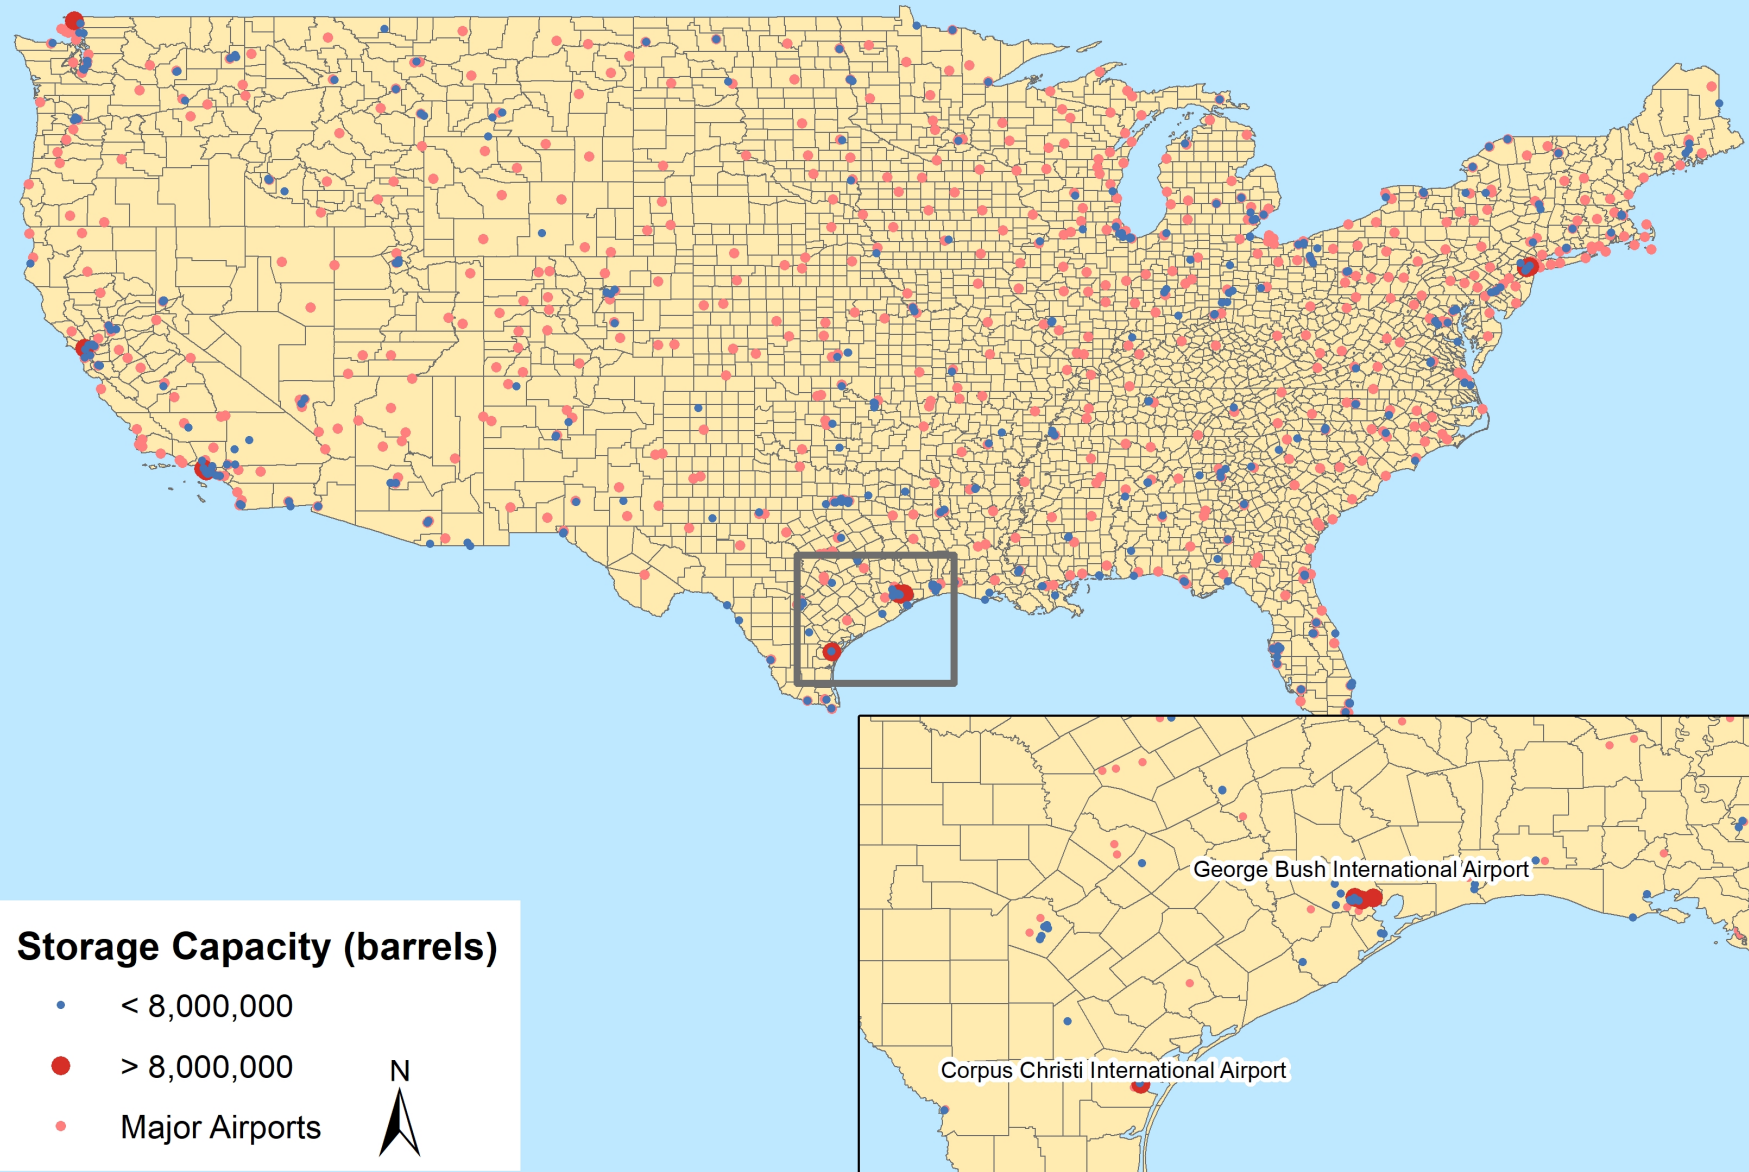 George Bush International Airport
Corpus Christi International Airport
Storage Capacity (barrels)
< 8,000,000
> 8,000,000
Major Airports
N